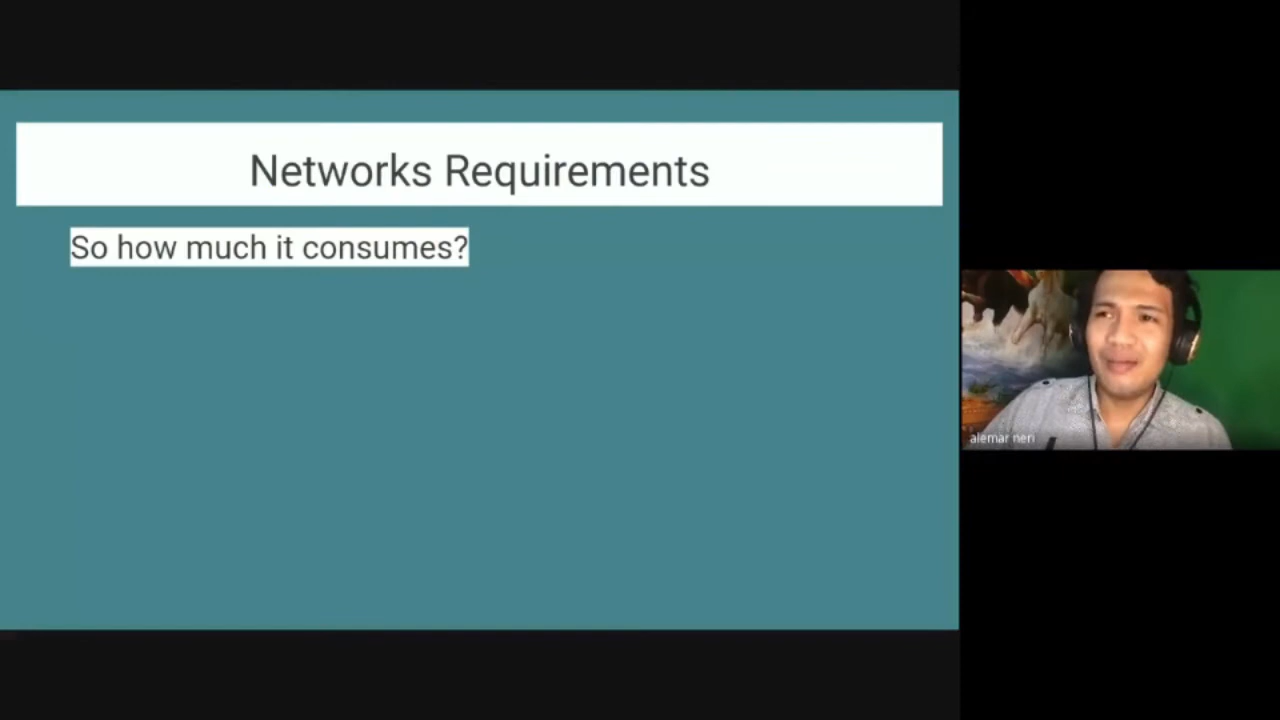 Networks Requirements
So how much it consumes?
alemar neri